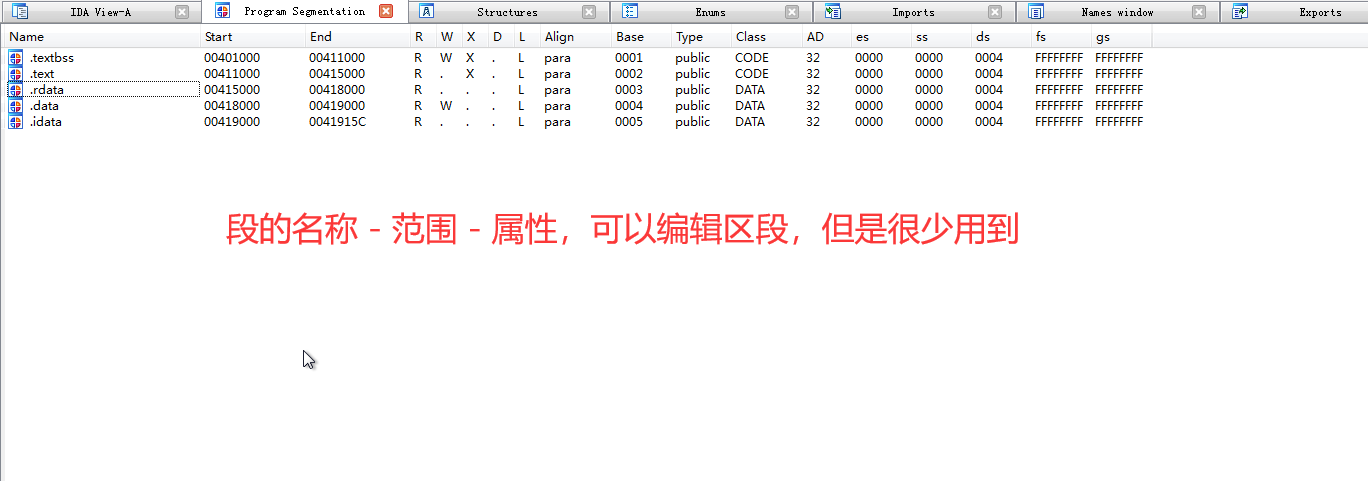 IDA View-A Program Segmentation Structures Enums Imports Names window Exports
Name Start End R W X D L Align Base Type Class AD es ss ds fs gs
.textbss 00401000 00411000 R W X . L para 0001 public CODE 32 0000 0000 0004 FFFFFFFF FFFFFFFF
.text 00411000 00415000 R . X . L para 0002 public CODE 32 0000 0000 0004 FFFFFFFF FFFFFFFF
.rdata 00415000 00418000 R . . . L para 0003 public DATA 32 0000 0000 0004 FFFFFFFF FFFFFFFF
.data 00418000 00419000 R W . . L para 0004 public DATA 32 0000 0000 0004 FFFFFFFF FFFFFFFF
.idata 00419000 0041915C R . . . L para 0005 public DATA 32 0000 0000 0004 FFFFFFFF FFFFFFFF
段的名称 - 范围 - 属性，可以编辑区段，但是很少用到